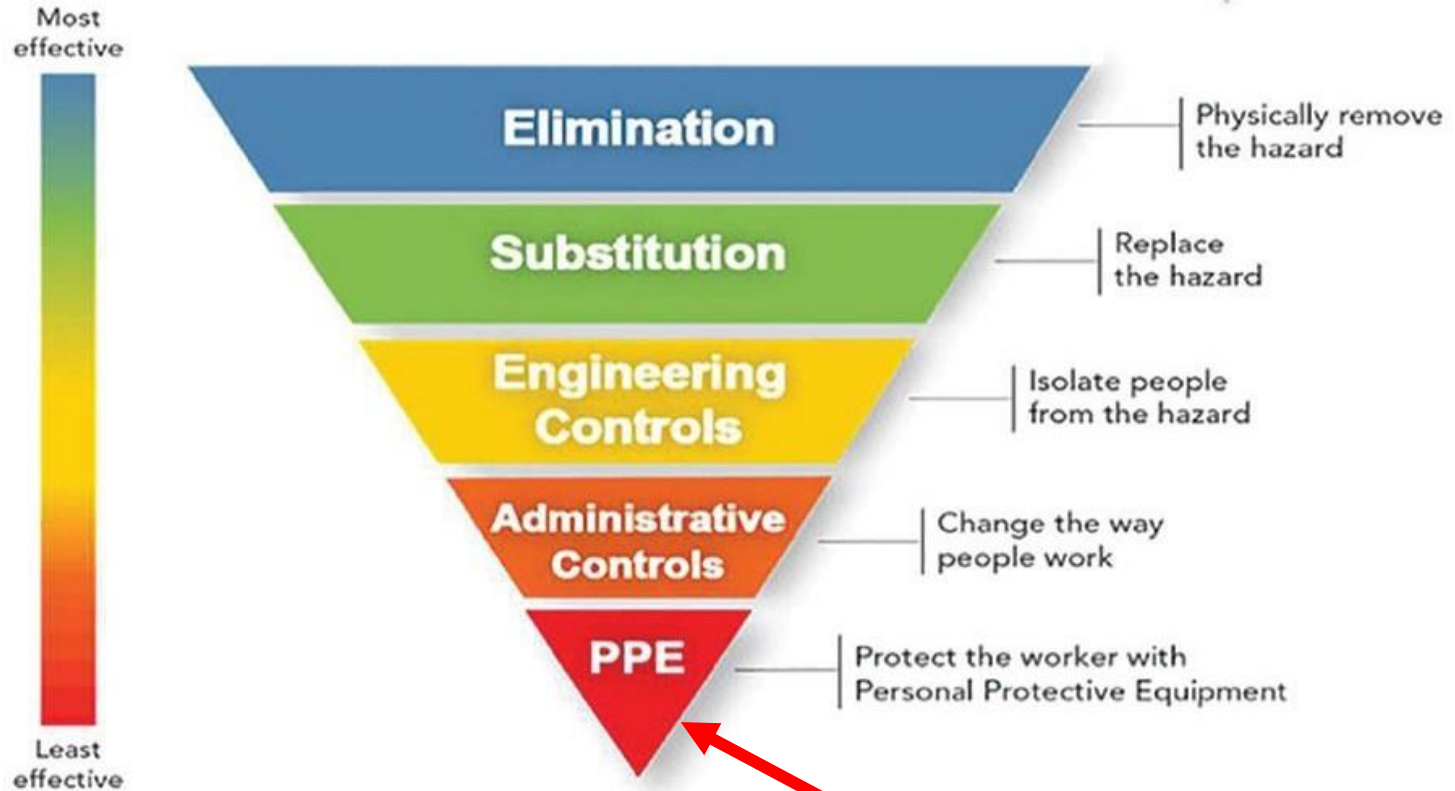 Most
effective
Elimination
Physically remove
the hazard
Substitution
Replace
the hazard
Engineering
Controls
Isolate people
from the hazard
Administrative
Controls
Change the way
people work
PPE
Protect the worker with
Personal Protective Equipment
Least
effective